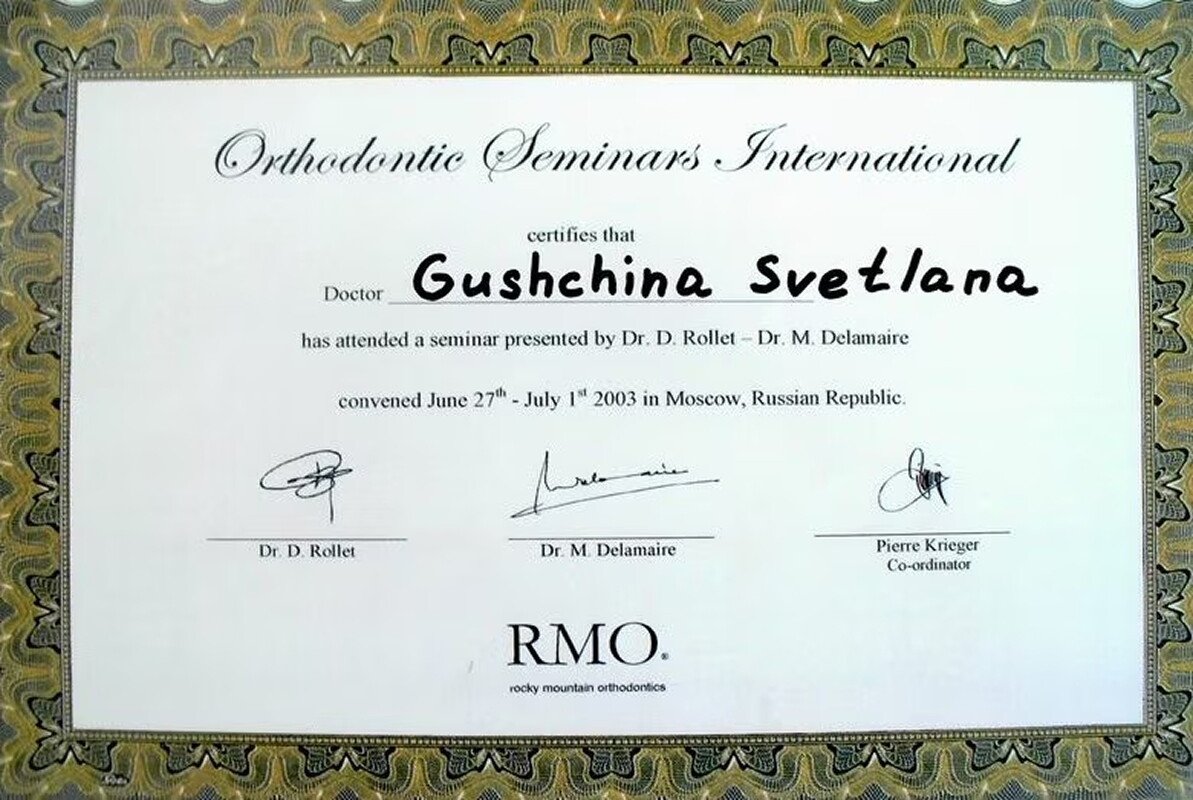 Orthodontic Seminars International
certifies that
Doctor Gushchina Svetlana
has attended a seminar presented by Dr. D. Rollet – Dr. M. Delamaire
convened June 27th - July 1st 2003 in Moscow, Russian Republic.
Dr. D. Rollet
Dr. M. Delamaire
Pierre Krieger
Co-ordinator
RMO®
rocky mountain orthodontics